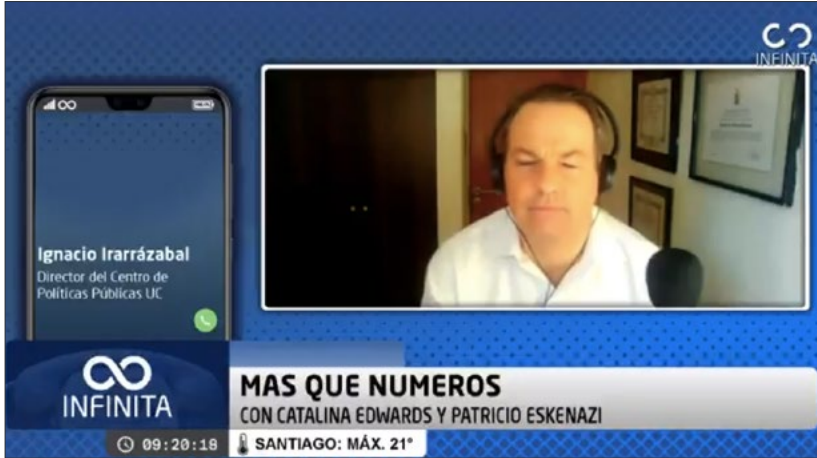 INFINITA
Ignacio Irarrázabal
Director del Centro de
Políticas Públicas UC
INFINITA
MAS QUE NUMEROS
CON CATALINA EDWARDS Y PATRICIO ESKENAZI
09:20:18
SANTIAGO: MÁX. 21°